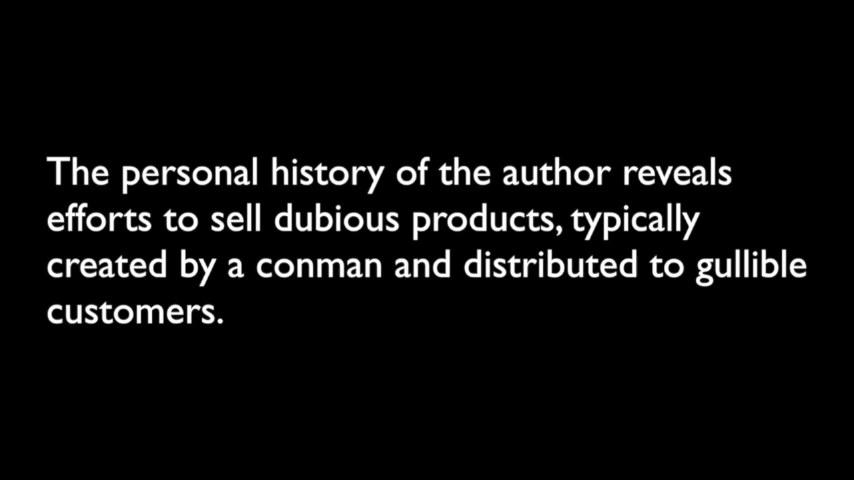 The personal history of the author reveals
efforts to sell dubious products, typically
created by a conman and distributed to gullible
customers.